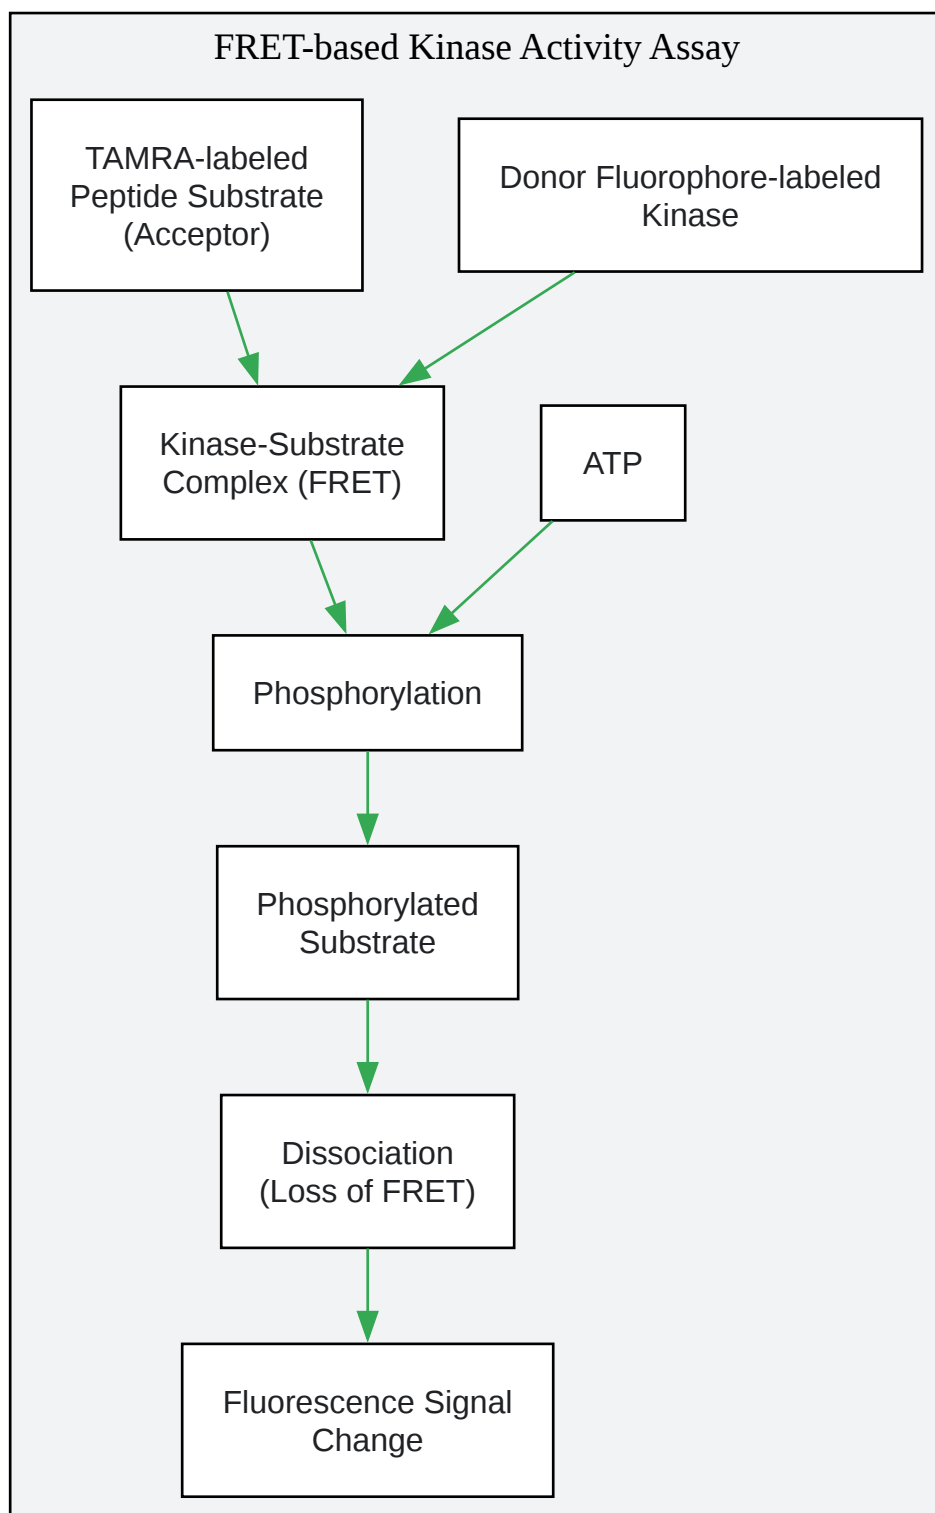 FRET-based Kinase Activity Assay
TAMRA-labeled
Peptide Substrate
(Acceptor)
Donor Fluorophore-labeled
Kinase
Kinase-Substrate
Complex (FRET)
ATP
Phosphorylation
Phosphorylated
Substrate
Dissociation
(Loss of FRET)
Fluorescence Signal
Change